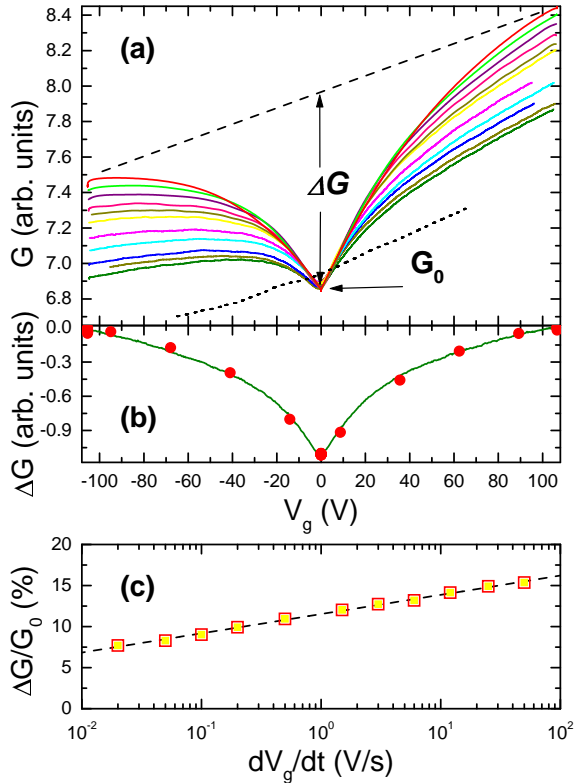 (a)
8.4
8.2
8.0
7.8
7.6
7.4
7.2
7.0
6.8
G (arb. units)
ΔG
G0
(b)
0.0
-0.3
-0.6
-0.9
ΔG (arb. units)
-100 -80 -60 -40 -20 0 20 40 60 80 100
Vg (V)
(c)
20
15
10
5
0
ΔG/G0 (%)
10-2 10-1 100 101 102
dVg/dt (V/s)